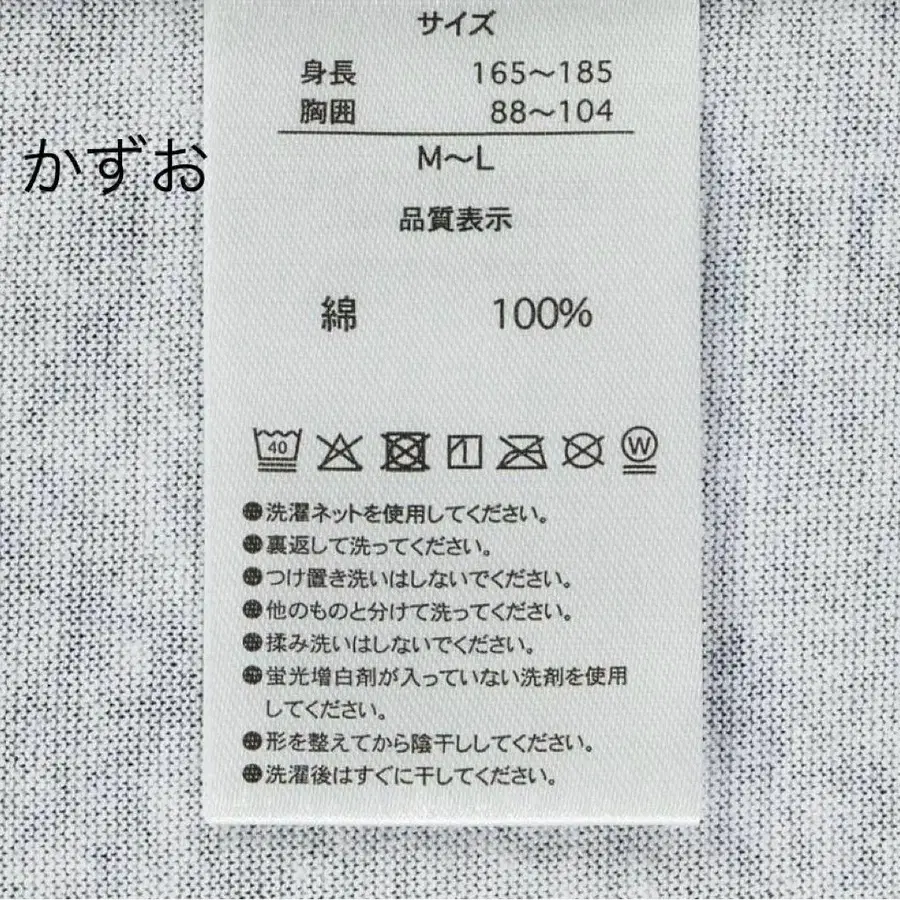 サイズ
身長 165～185
胸囲 88～104
かずお
M～L
品質表示
綿 100%
40 W
●洗濯ネットを使用してください。
●裏返して洗ってください。
●つけ置き洗いはしないでください。
●他のものと分けて洗ってください。
●揉み洗いはしないでください。
●蛍光増白剤が入っていない洗剤を使用
してください。
●形を整えてから陰干ししてください。
●洗濯後はすぐに干してください。